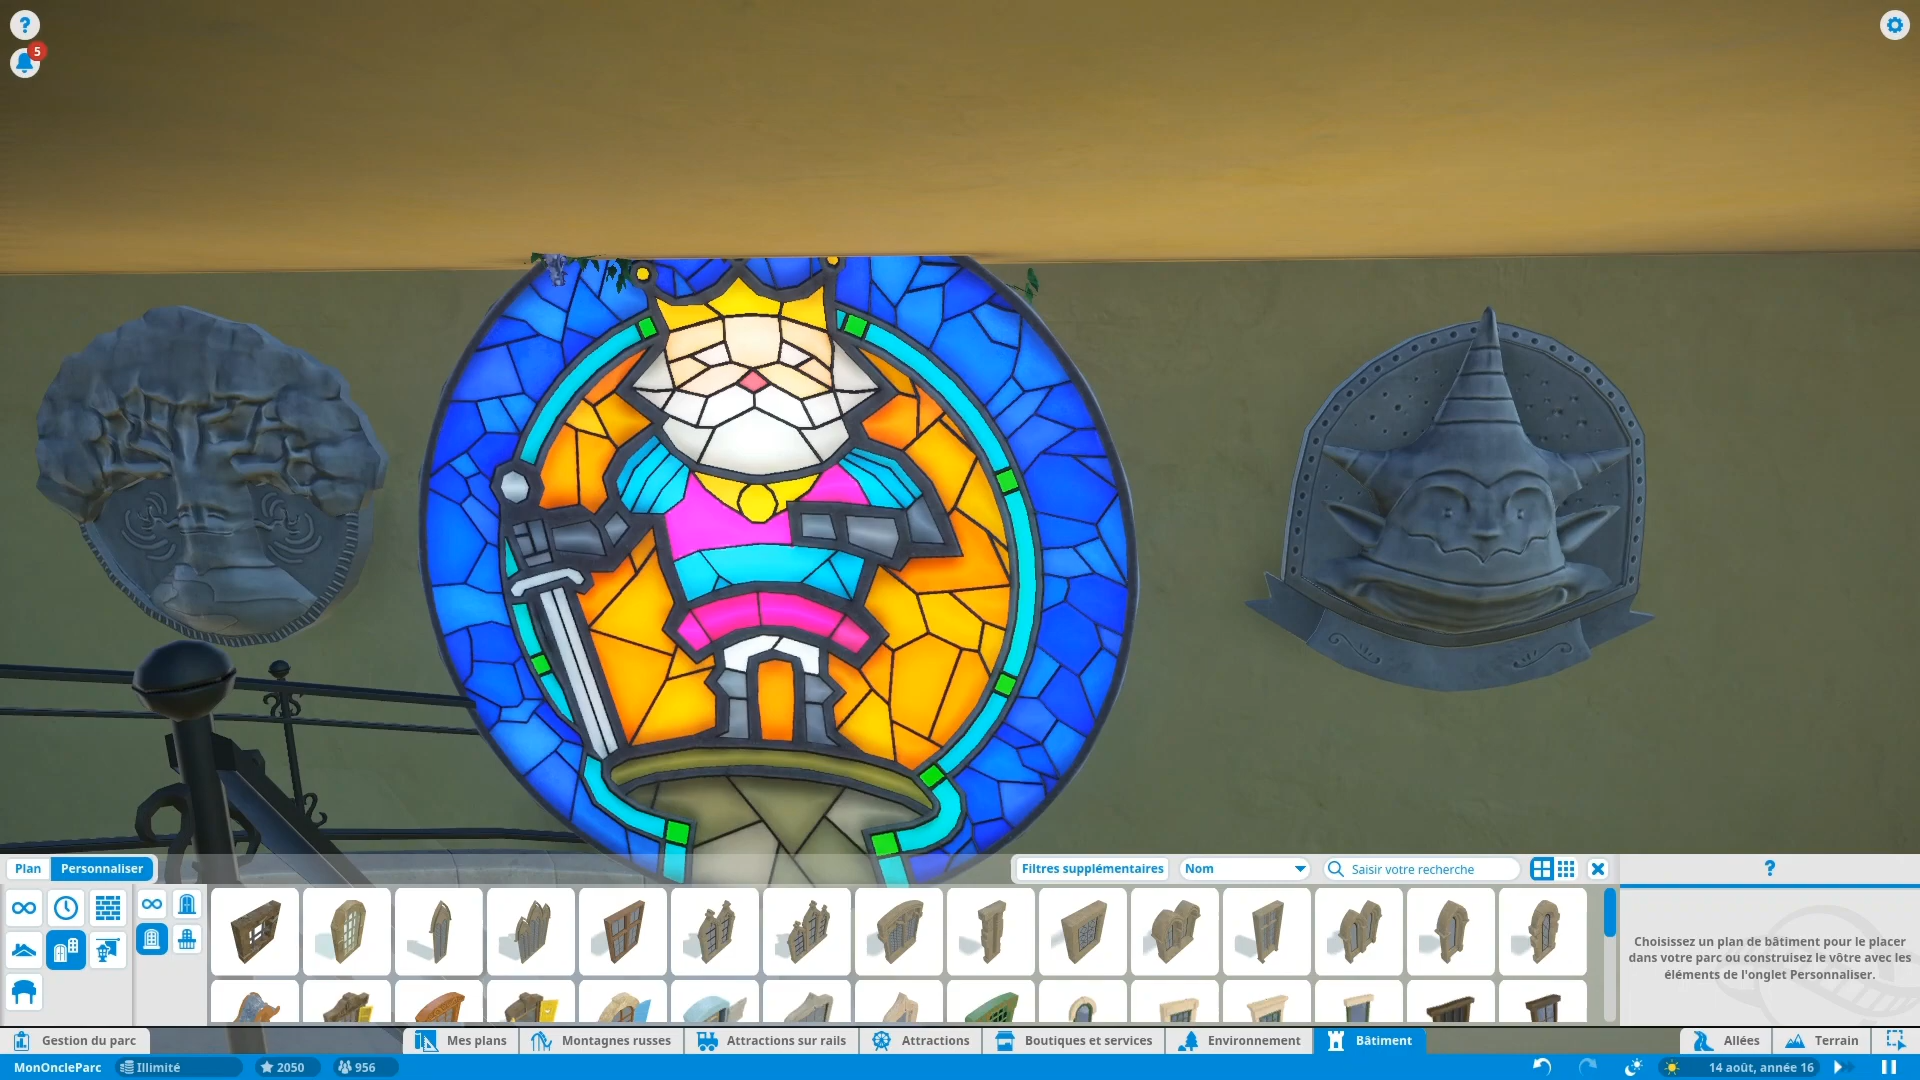 ?
5
Plan
Personnaliser
Filtres supplémentaires
Nom
Saisir votre recherche
?
Choisissez un plan de bâtiment pour le placer
dans votre parc ou construisez le vôtre avec les
éléments de l'onglet Personnaliser.
Gestion du parc
Mes plans
Montagnes russes
Attractions sur rails
Attractions
Boutiques et services
Environnement
Bâtiment
Allées
Terrain
MonOncleParc
Illimité
2050
956
14 août, année 16